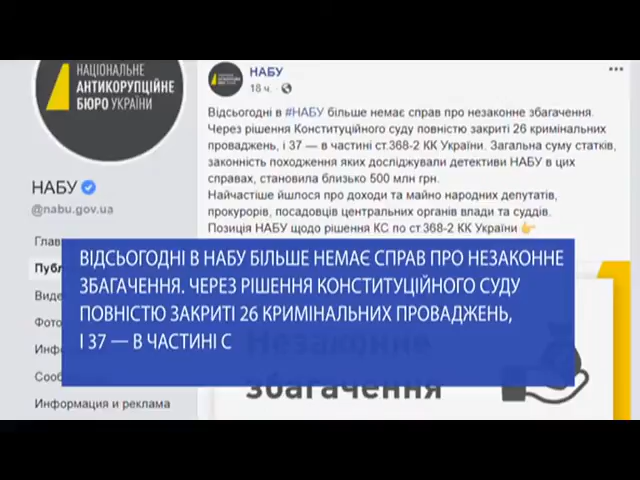 НАЦІОНАЛЬНЕ
АНТИКОРУПЦІЙНЕ
БЮРО УКРАЇНИ
НАБУ
@nabu.gov.ua
Глав
Публ
Виде
Фото
Инфо
Сооб
Информация и реклама
НАБУ
18 ч. ·
Відсьогодні в #НАБУ більше немає справ про незаконне збагачення.
Через рішення Конституційного суду повністю закриті 26 кримінальних
проваджень, і 37 — в частині ст.368-2 КК України. Загальна суму статків,
законність походження яких досліджували детективи НАБУ в цих
справах, становила близько 500 млн грн.
Найчастіше йшлося про доходи та майно народних депутатів,
прокурорів, посадовців центральних органів влади та суддів.
Позиція НАБУ щодо рішення КС по ст.368-2 КК України 👉
ВІДСЬОГОДНІ В НАБУ БІЛЬШЕ НЕМАЄ СПРАВ ПРО НЕЗАКОННЕ
ЗБАГАЧЕННЯ. ЧЕРЕЗ РІШЕННЯ КОНСТИТУЦІЙНОГО СУДУ
ПОВНІСТЮ ЗАКРИТІ 26 КРИМІНАЛЬНИХ ПРОВАДЖЕНЬ,
І 37 — В ЧАСТИНІ С
Незаконне
збагачення